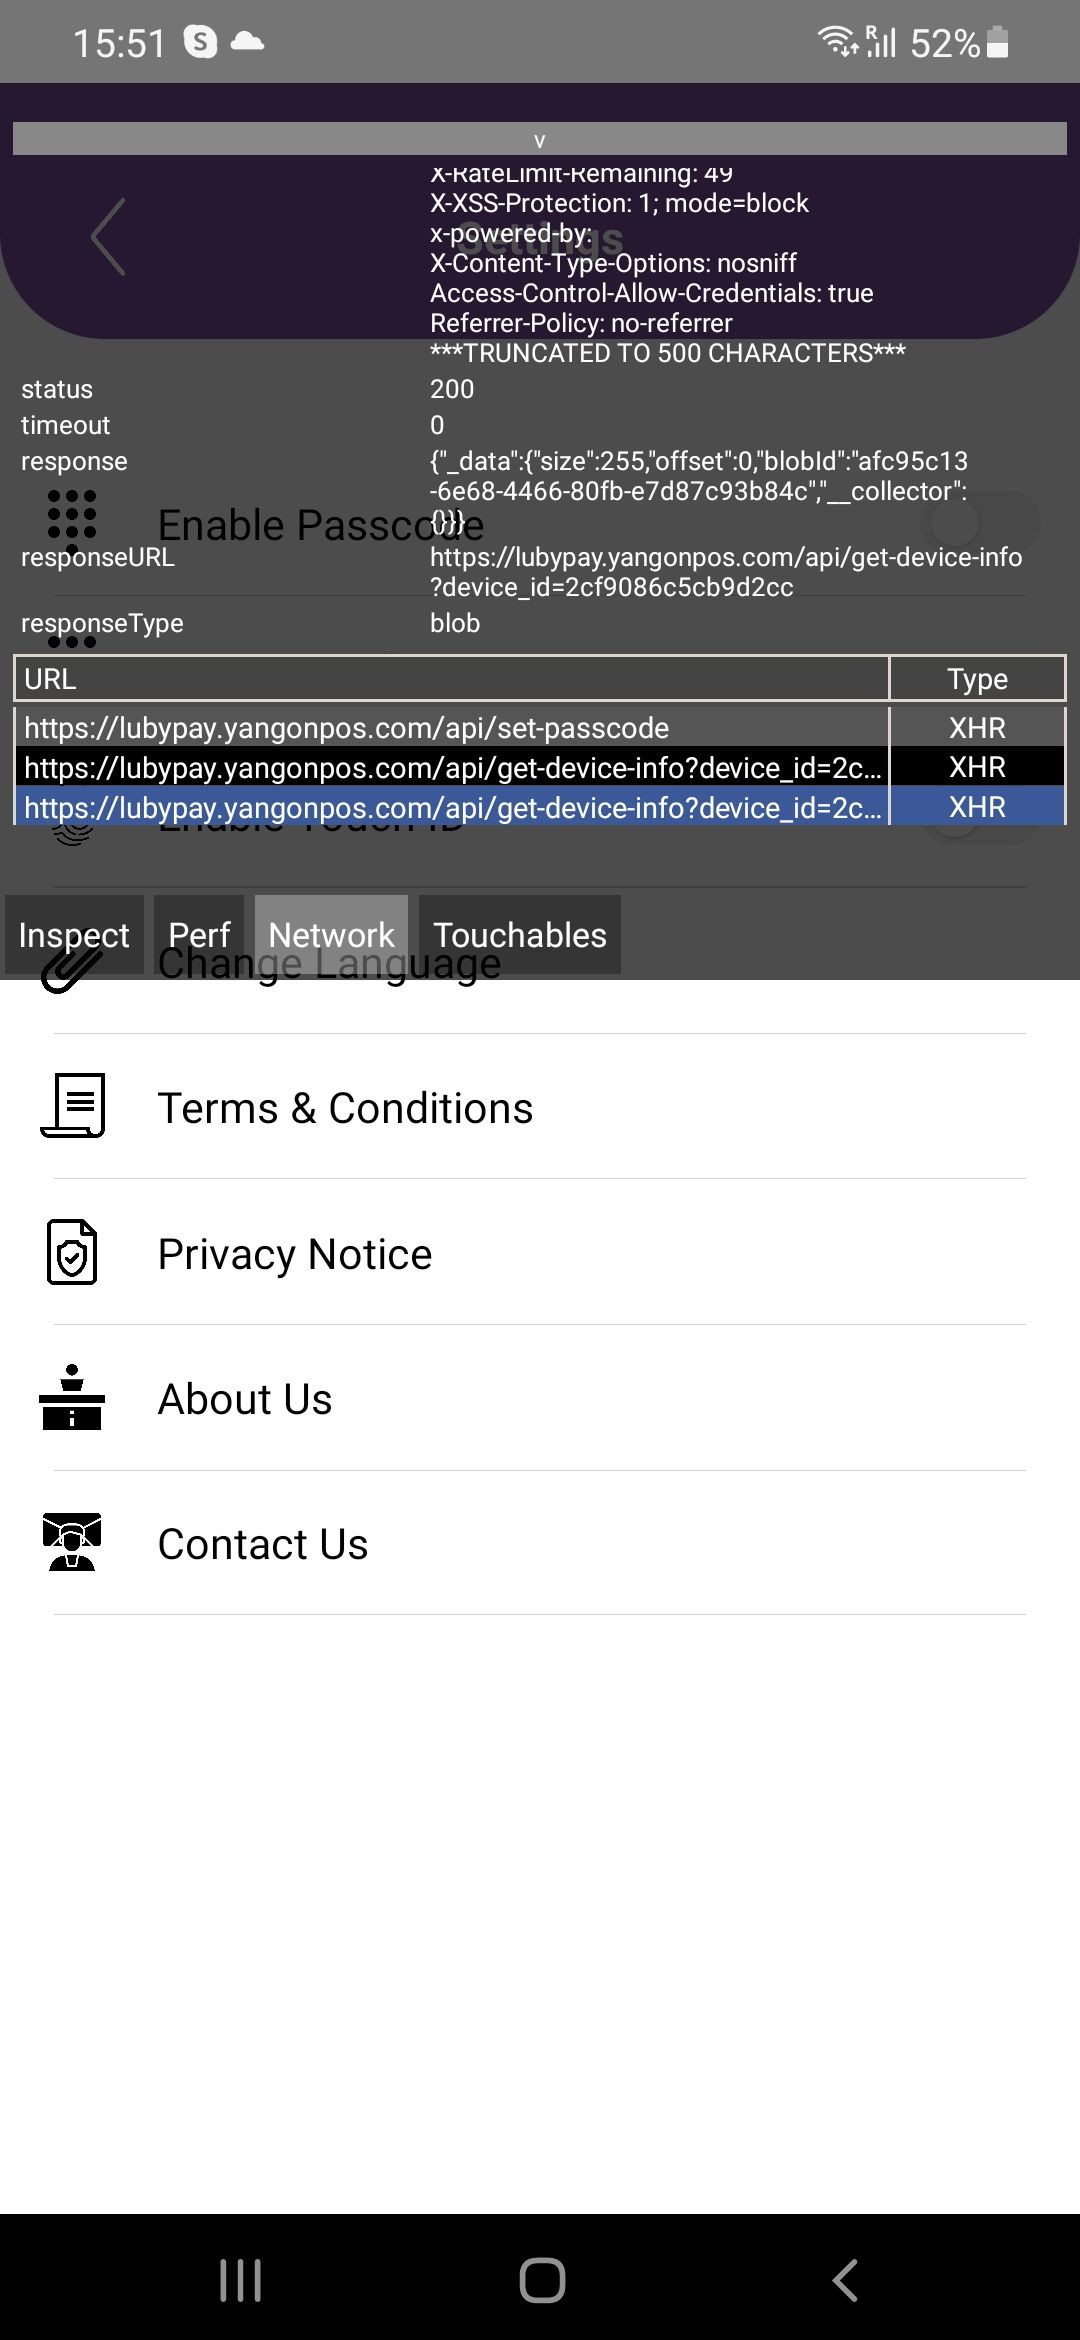 15:51 S R 52%
v
X-RateLimit-Remaining: 49
X-XSS-Protection: 1; mode=block
x-powered-by:
Settings
X-Content-Type-Options: nosniff
Access-Control-Allow-Credentials: true
Referrer-Policy: no-referrer
***TRUNCATED TO 500 CHARACTERS***
status 200
timeout 0
response {"_data":{"size":255,"offset":0,"blobId":"afc95c13
-6e68-4466-80fb-e7d87c93b84c","__collector":
{}}}
Enable Passcode
responseURL https://lubypay.yangonpos.com/api/get-device-info
?device_id=2cf9086c5cb9d2cc
responseType blob
URL Type
https://lubypay.yangonpos.com/api/set-passcode XHR
https://lubypay.yangonpos.com/api/get-device-info?device_id=2c... XHR
https://lubypay.yangonpos.com/api/get-device-info?device_id=2c... XHR
Enable Touch ID
Inspect Perf Network Touchables
Change Language
Terms & Conditions
Privacy Notice
About Us
Contact Us